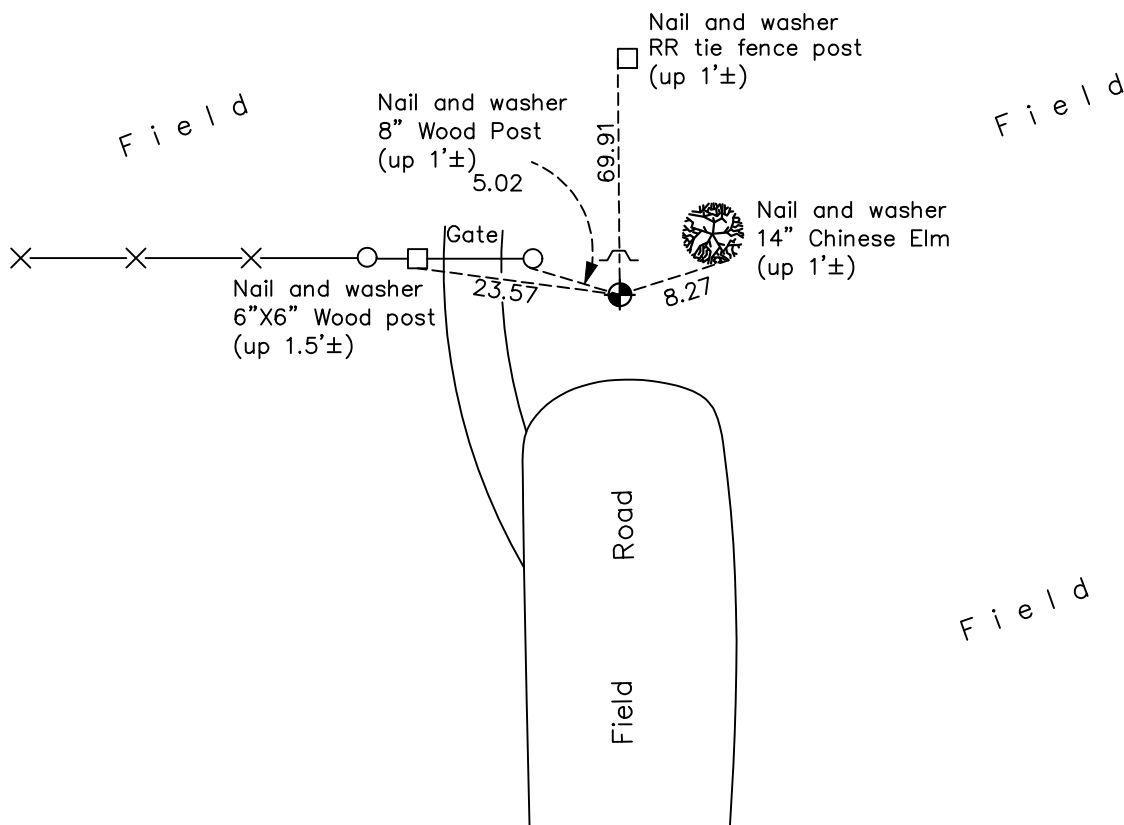 Nail and washer
RR tie fence post
(up 1'±)
Field
Nail and washer
8" Wood Post
(up 1'±)
5.02
69.91
Field
Nail and washer
14" Chinese Elm
(up 1'±)
Gate
Nail and washer
6"X6" Wood post
(up 1.5'±)
23.57
8.27
Field Road
Field